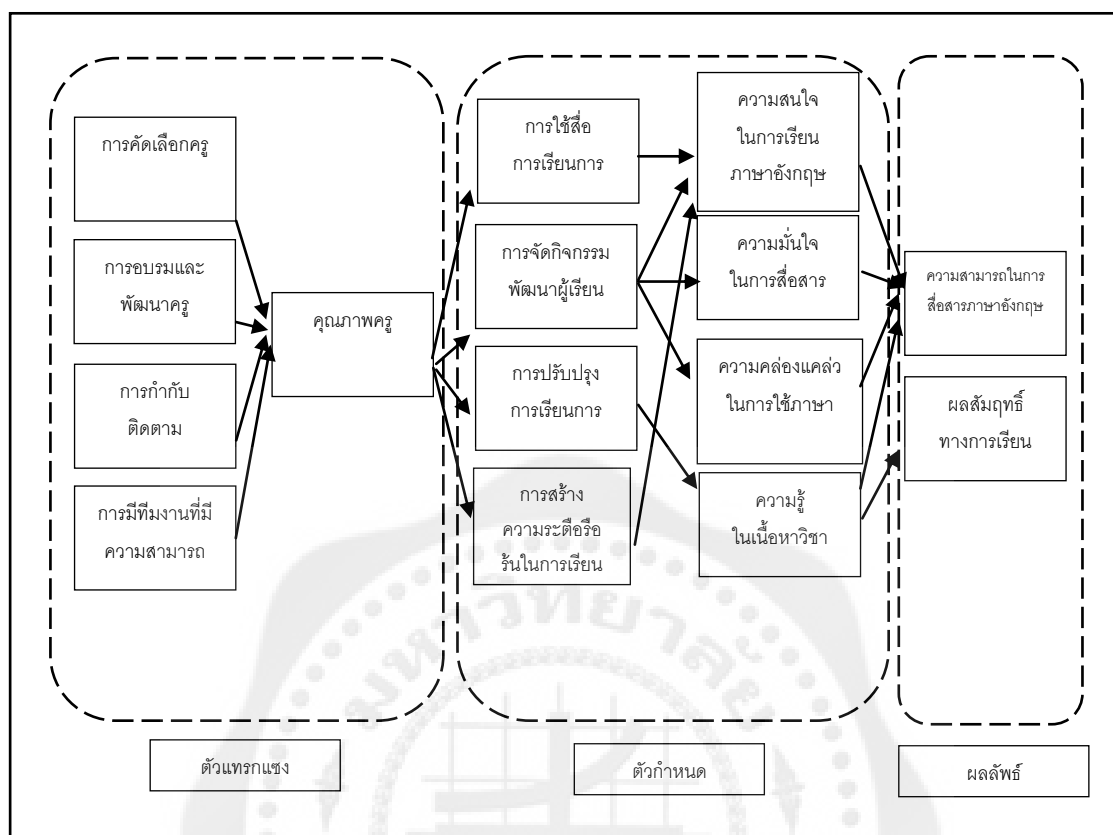 การคัดเลือกครู
การอบรมและ
พัฒนาครู
การกำกับ
ติดตาม
การมีทีมงานที่มี
ความสามารถ
คุณภาพครู
การใช้สื่อ
การเรียนการ
การจัดกิจกรรม
พัฒนาผู้เรียน
การปรับปรุง
การเรียนการ
การสร้าง
ความระตือรือ
ร้นในการเรียน
ความสนใจ
ในการเรียน
ภาษาอังกฤษ
ความมั่นใจ
ในการสื่อสาร
ความคล่องแคล่ว
ในการใช้ภาษา
ความรู้
ในเนื้อหาวิชา
ความสามารถในการ
สื่อสารภาษาอังกฤษ
ผลสัมฤทธิ์
ทางการเรียน
ตัวแทรกแซง
ตัวกำหนด
ผลลัพธ์
มหาวิทยาลัย